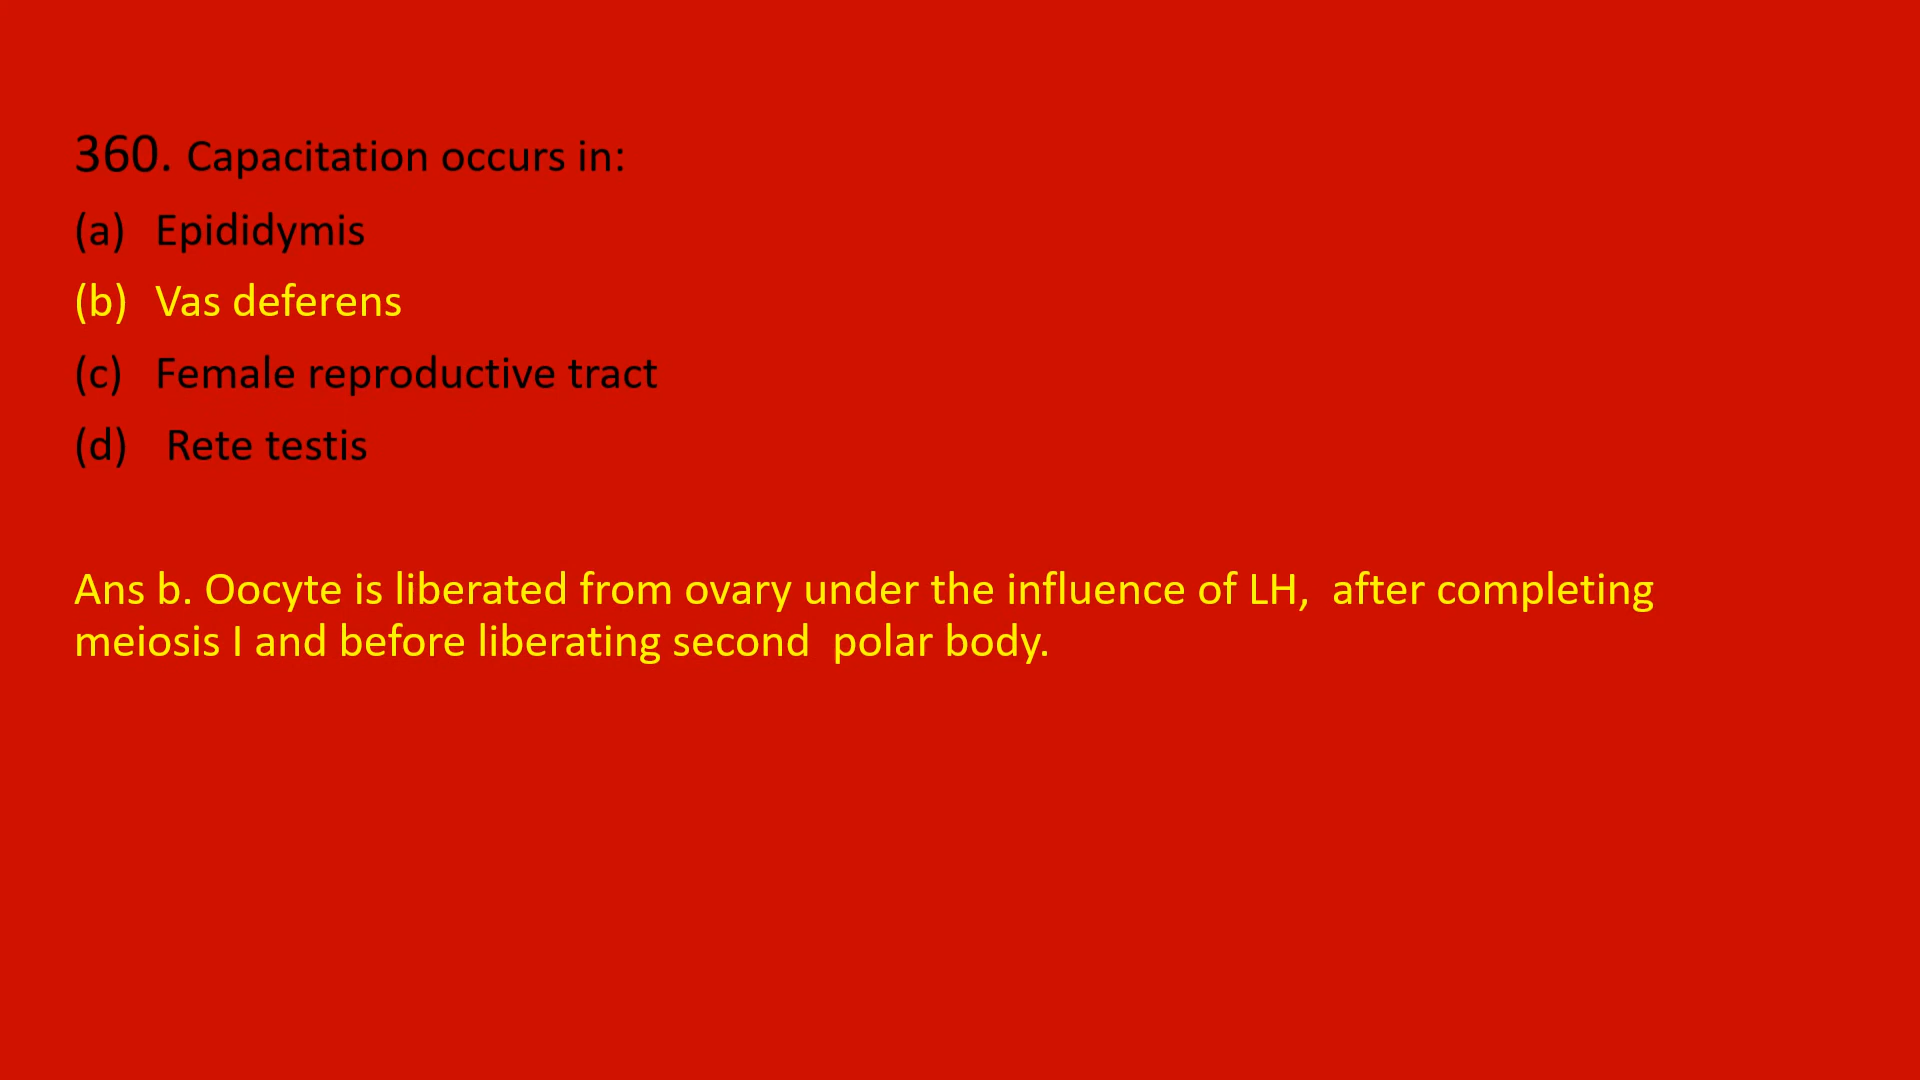 360. Capacitation occurs in:
(a) Epididymis
(b) Vas deferens
(c) Female reproductive tract
(d) Rete testis
Ans b. Oocyte is liberated from ovary under the influence of LH, after completing
meiosis I and before liberating second polar body.